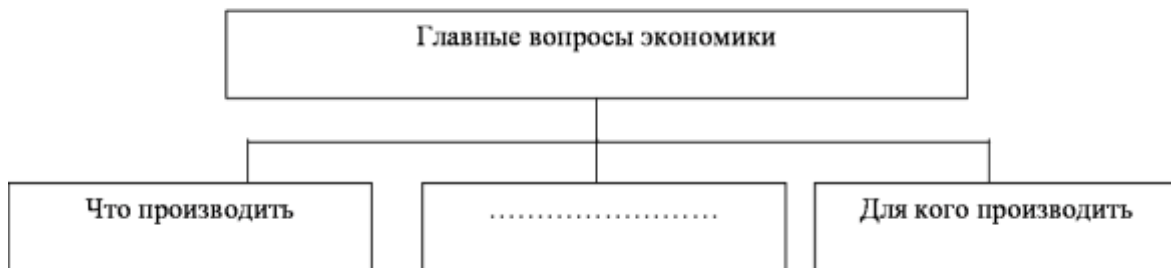 Главные вопросы экономики
Что производить
........................
Для кого производить